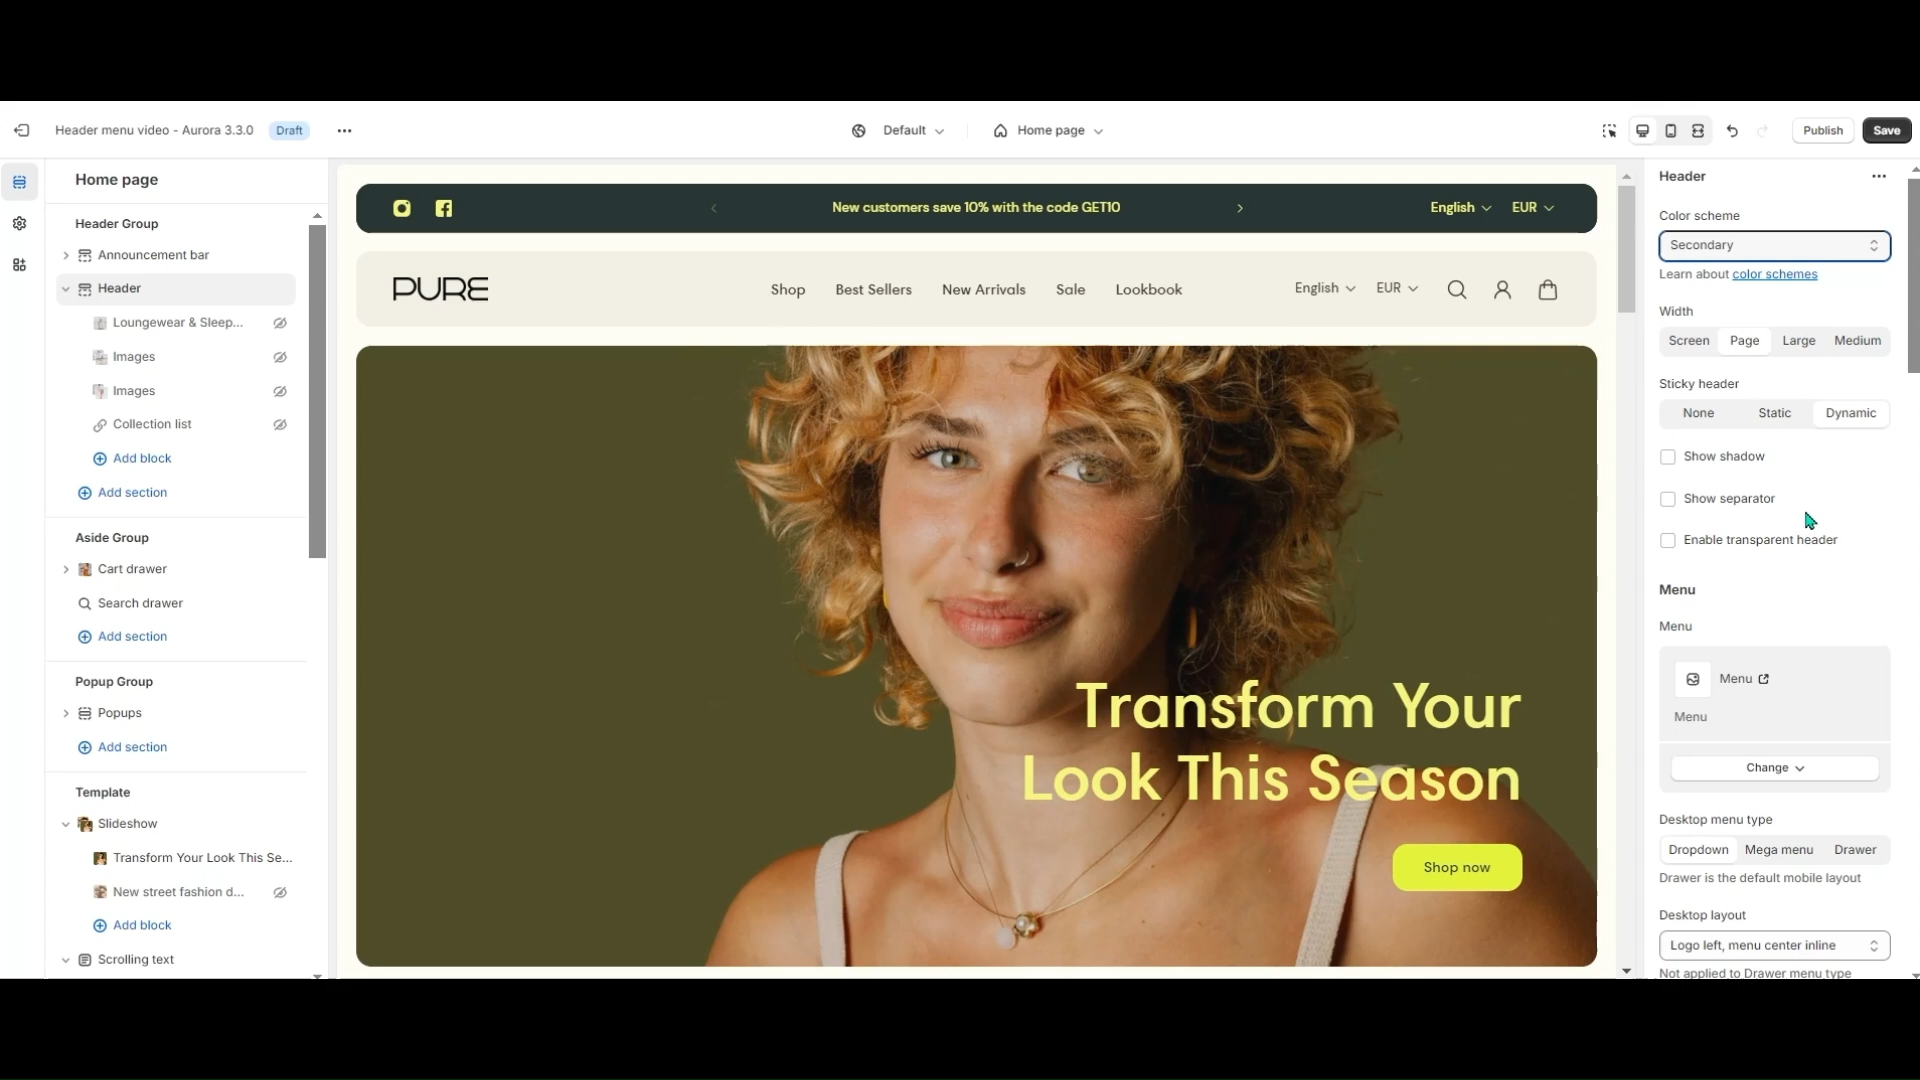 Header menu video - Aurora 3.3.0 Draft
Default
Home page
Publish
Save
Home page
Header Group
Announcement bar
Header
Loungewear & Sleep...
Images
Images
Collection list
Add block
Add section
Aside Group
Cart drawer
Search drawer
Add section
Popup Group
Popups
Add section
Template
Slideshow
Transform Your Look This Se...
New street fashion d...
Add block
Scrolling text
New customers save 10% with the code GET10
English
EUR
PURE
Shop
Best Sellers
New Arrivals
Sale
Lookbook
English
EUR
Transform Your
Look This Season
Shop now
Header
Color scheme
Secondary
Learn about color schemes
Width
Screen Page Large Medium
Sticky header
None Static Dynamic
Show shadow
Show separator
Enable transparent header
Menu
Menu
Menu
Menu
Change
Desktop menu type
Dropdown Mega menu Drawer
Drawer is the default mobile layout
Desktop layout
Logo left, menu center inline
Not applied to Drawer menu type